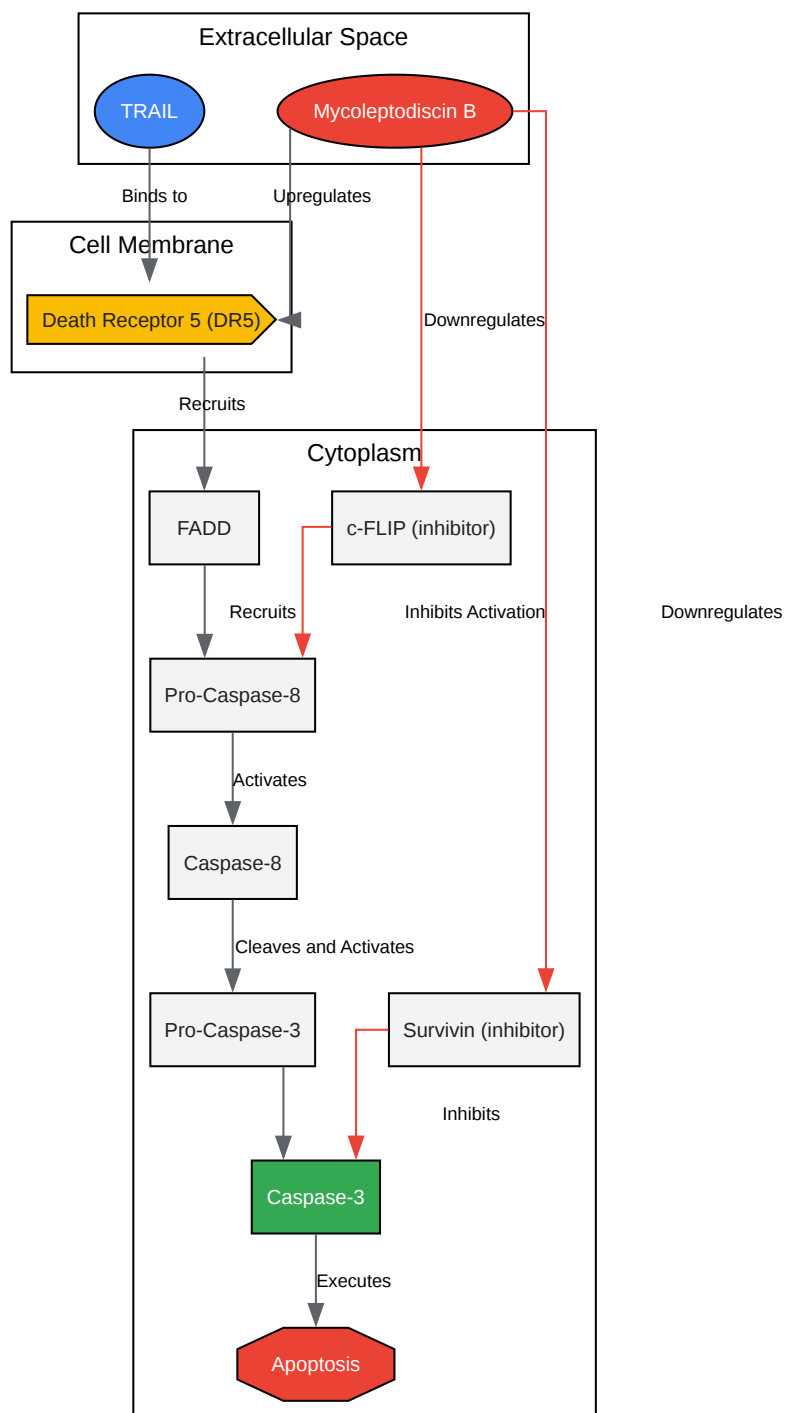 Extracellular Space
TRAIL
Mycoleptodiscin B
Binds to
Upregulates
Cell Membrane
Death Receptor 5 (DR5)
Downregulates
Recruits
Cytoplasm
FADD
c-FLIP (inhibitor)
Recruits
Inhibits Activation
Downregulates
Pro-Caspase-8
Activates
Caspase-8
Cleaves and Activates
Pro-Caspase-3
Survivin (inhibitor)
Inhibits
Caspase-3
Executes
Apoptosis